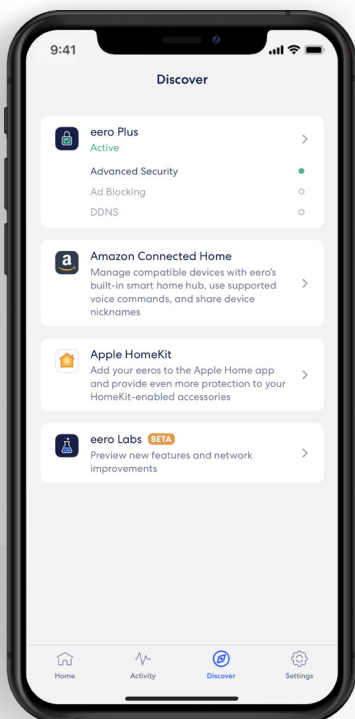 9:41
Discover
eero Plus
Active
Advanced Security
Ad Blocking
DDNS
a
Amazon Connected Home
Manage compatible devices with eero's
built-in smart home hub, use supported
voice commands, and share device
nicknames
Apple HomeKit
Add your eeros to the Apple Home app
and provide even more protection to your
HomeKit-enabled accessories
eero Labs BETA
Preview new features and network
improvements
Home
Activity
Discover
Settings